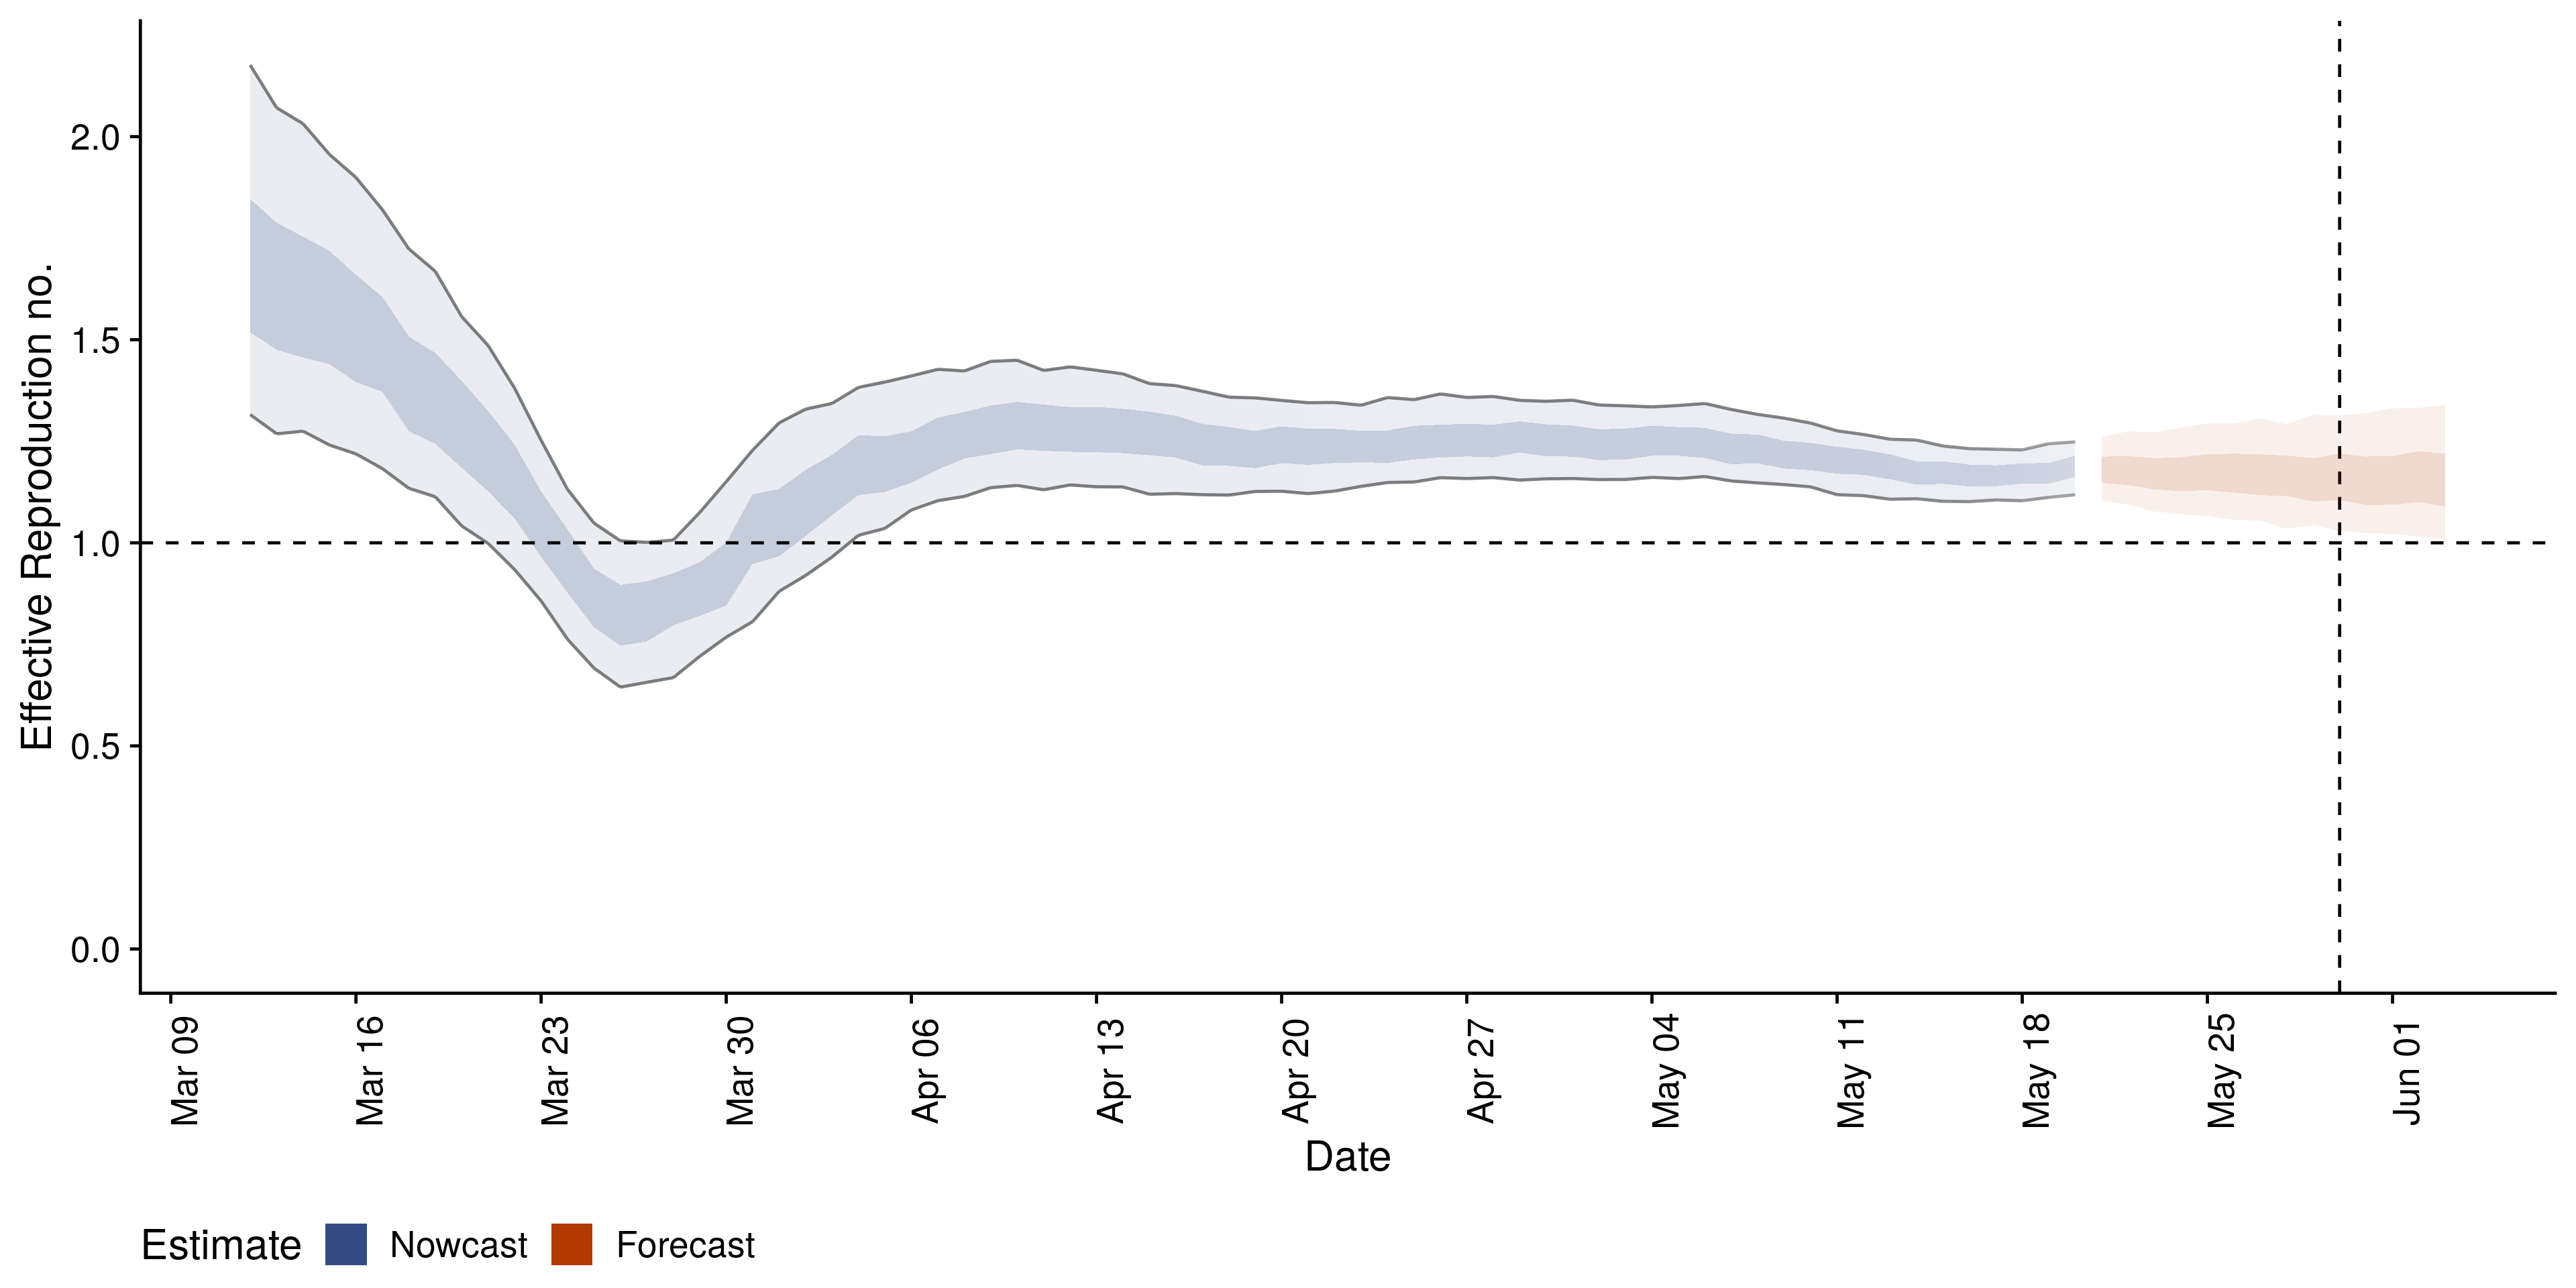 Effective Reproduction no.
2.0
1.5
1.0
0.5
0.0
Mar 09
Mar 16
Mar 23
Mar 30
Apr 06
Apr 13
Apr 20
Apr 27
May 04
May 11
May 18
May 25
Jun 01
Date
Estimate Nowcast Forecast